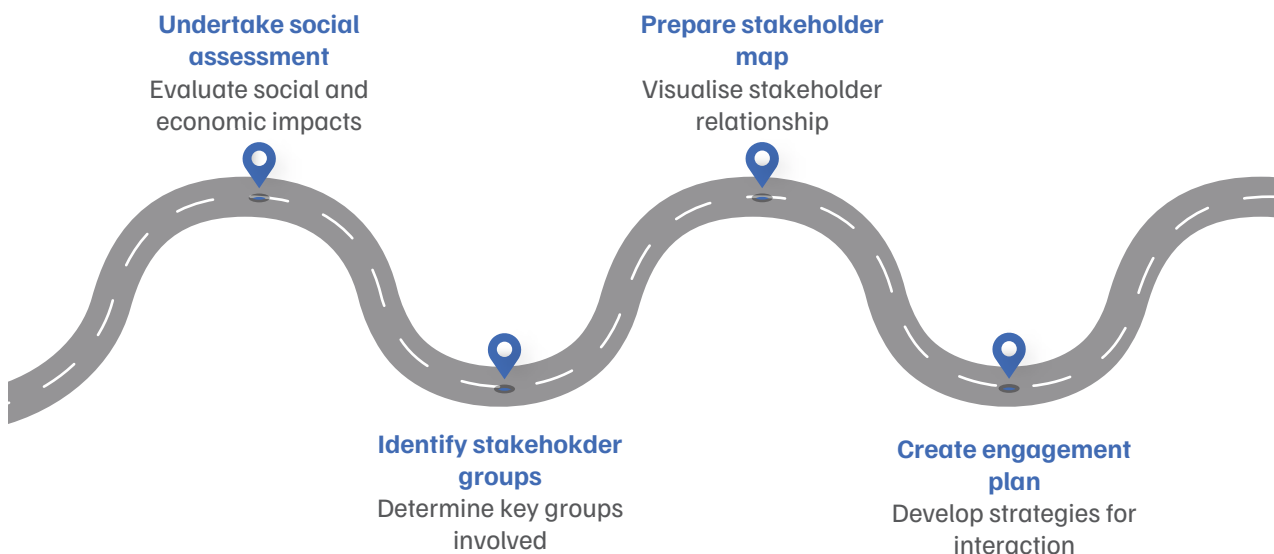 Undertake social
assessment
Evaluate social and
economic impacts
Identify stakehokder
groups
Determine key groups
involved
Prepare stakeholder
map
Visualise stakeholder
relationship
Create engagement
plan
Develop strategies for
interaction